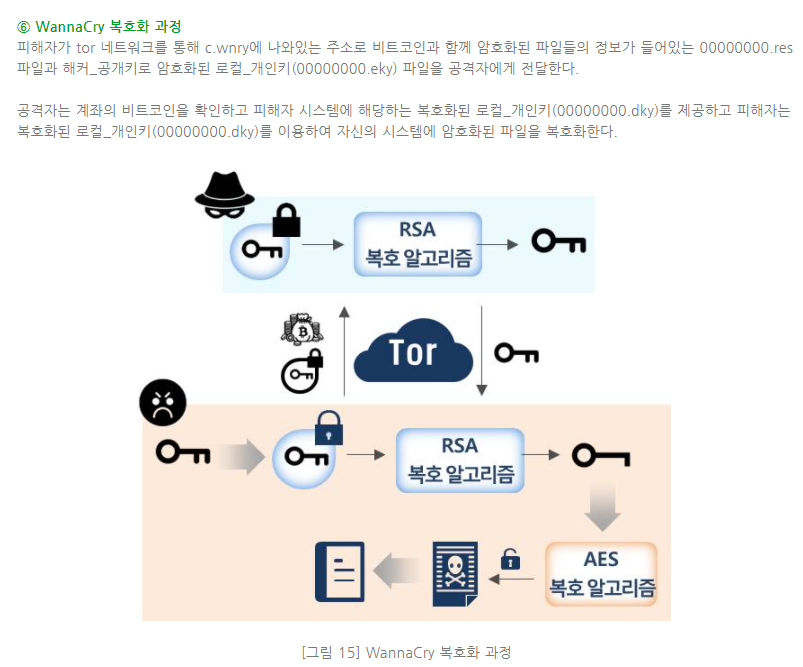 ⑥ WannaCry 복호화 과정
피해자가 tor 네트워크를 통해 c.wnry에 나와있는 주소로 비트코인과 함께 암호화된 파일들의 정보가 들어있는 00000000.res
파일과 해커_공개키로 암호화된 로컬_개인키(00000000.eky) 파일을 공격자에게 전달한다.
공격자는 계좌의 비트코인을 확인하고 피해자 시스템에 해당하는 복호화된 로컬_개인키(00000000.dky)를 제공하고 피해자는
복호화된 로컬_개인키(00000000.dky)를 이용하여 자신의 시스템에 암호화된 파일을 복호화한다.
RSA
복호 알고리즘
Tor
RSA
복호 알고리즘
AES
복호 알고리즘
[그림 15] WannaCry 복호화 과정